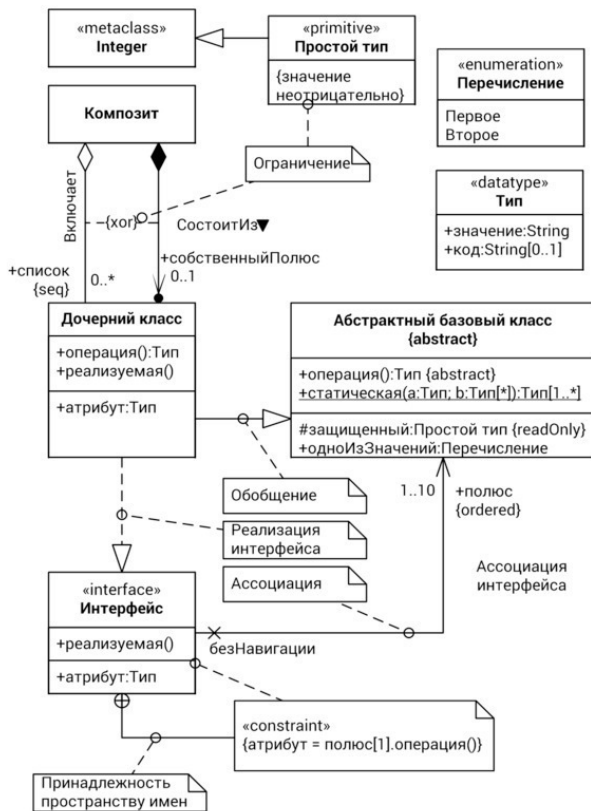 «metaclass»
Integer
«primitive»
Простой тип
{значение
неотрицательно}
«enumeration»
Перечисление
Первое
Второе
Композит
Ограничение
Включает
{xor}
СостоитИз▼
«datatype»
Тип
+значение:String
+код:String[0..1]
+список
{seq}
0..*
+собственныйПолюс
0..1
Дочерний класс
+операция():Тип
+реализуемая()
+атрибут:Тип
Абстрактный базовый класс
{abstract}
+операция():Тип {abstract}
+статическая(a:Тип; b:Тип[*]):Тип[1..*]
#защищенный:Простой тип {readOnly}
+одноИзЗначений:Перечисление
Обобщение
1..10
+полюс
{ordered}
Реализация
интерфейса
Ассоциация
Ассоциация
интерфейса
«interface»
Интерфейс
+реализуемая()
+атрибут:Тип
безНавигации
«constraint»
{атрибут = полюс[1].операция()}
Принадлежность
пространству имен